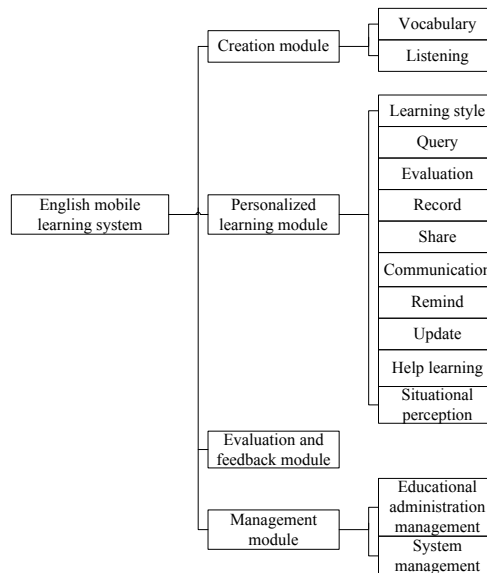 Vocabulary
Creation module
Listening
Learning style
Query
Evaluation
Record
English mobile
learning system
Personalized
learning module
Share
Communication
Remind
Update
Help learning
Situational
perception
Evaluation and
feedback module
Educational
administration
management
Management
module
System
management